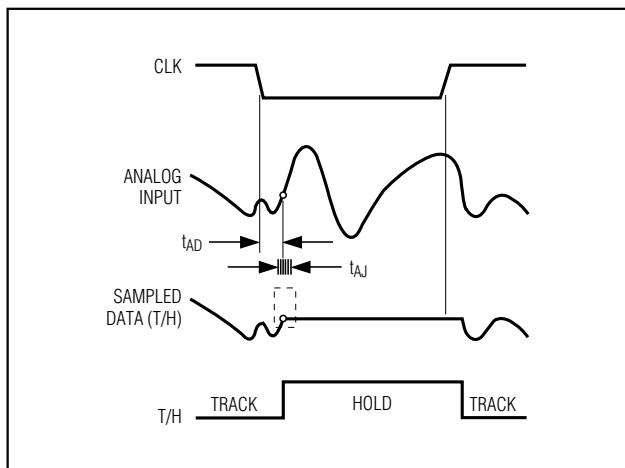 CLK
ANALOG
INPUT
tAD
tAJ
SAMPLED
DATA (T/H)
T/H
TRACK
HOLD
TRACK